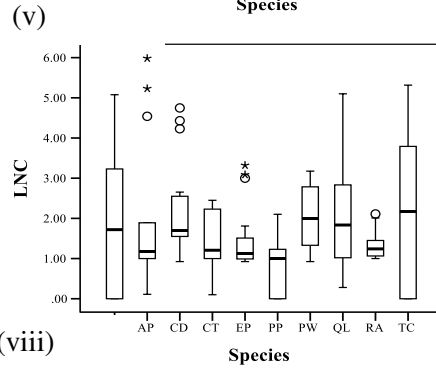 Species
(v)
6.00
5.00
4.00
3.00
2.00
1.00
.00
LNC
. AP CD CT EP PP PW QL RA TC
Species
(viii)